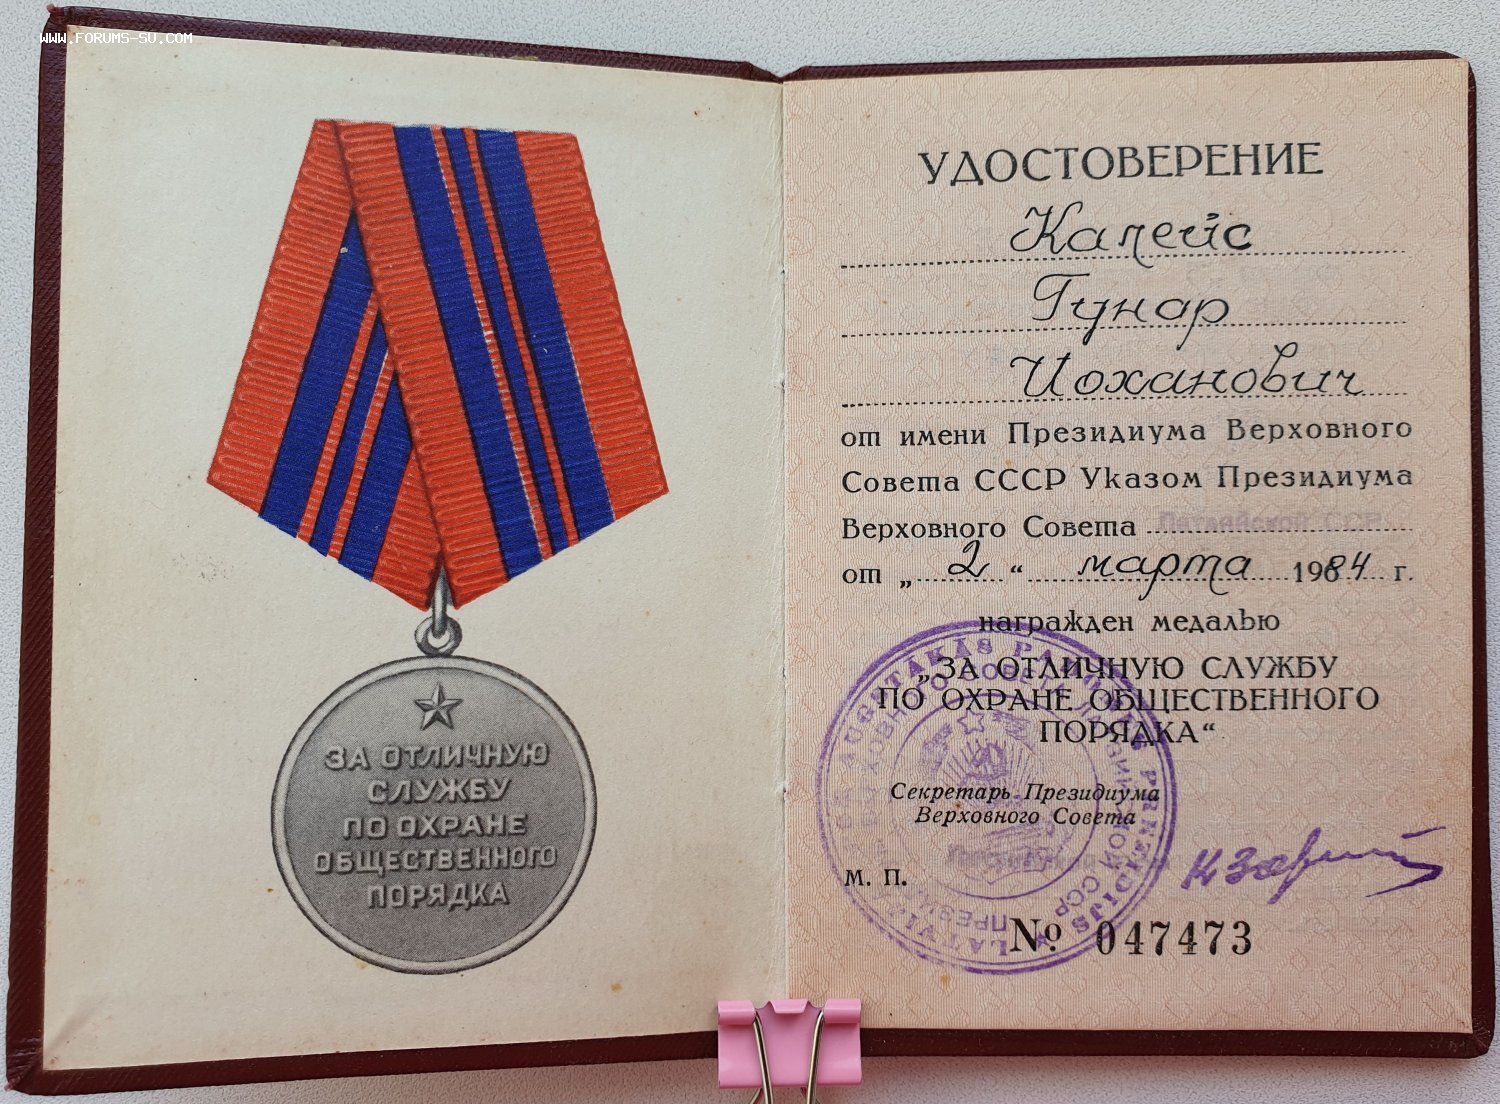 WWW.FORUMS-SU.COM
ЗА ОТЛИЧНУЮ
СЛУЖБУ
ПО ОХРАНЕ
ОБЩЕСТВЕННОГО
ПОРЯДКА
УДОСТОВЕРЕНИЕ
Калейс
Гунар
Иоханович
от имени Президиума Верховного
Совета СССР Указом Президиума
Верховного Совета Латвийской ССР
от „ 2 “ марта 1984 г.
награжден медалью
„ЗА ОТЛИЧНУЮ СЛУЖБУ
ПО ОХРАНЕ ОБЩЕСТВЕННОГО
ПОРЯДКА“
Секретарь Президиума
Верховного Совета
М. П.
№ 047473